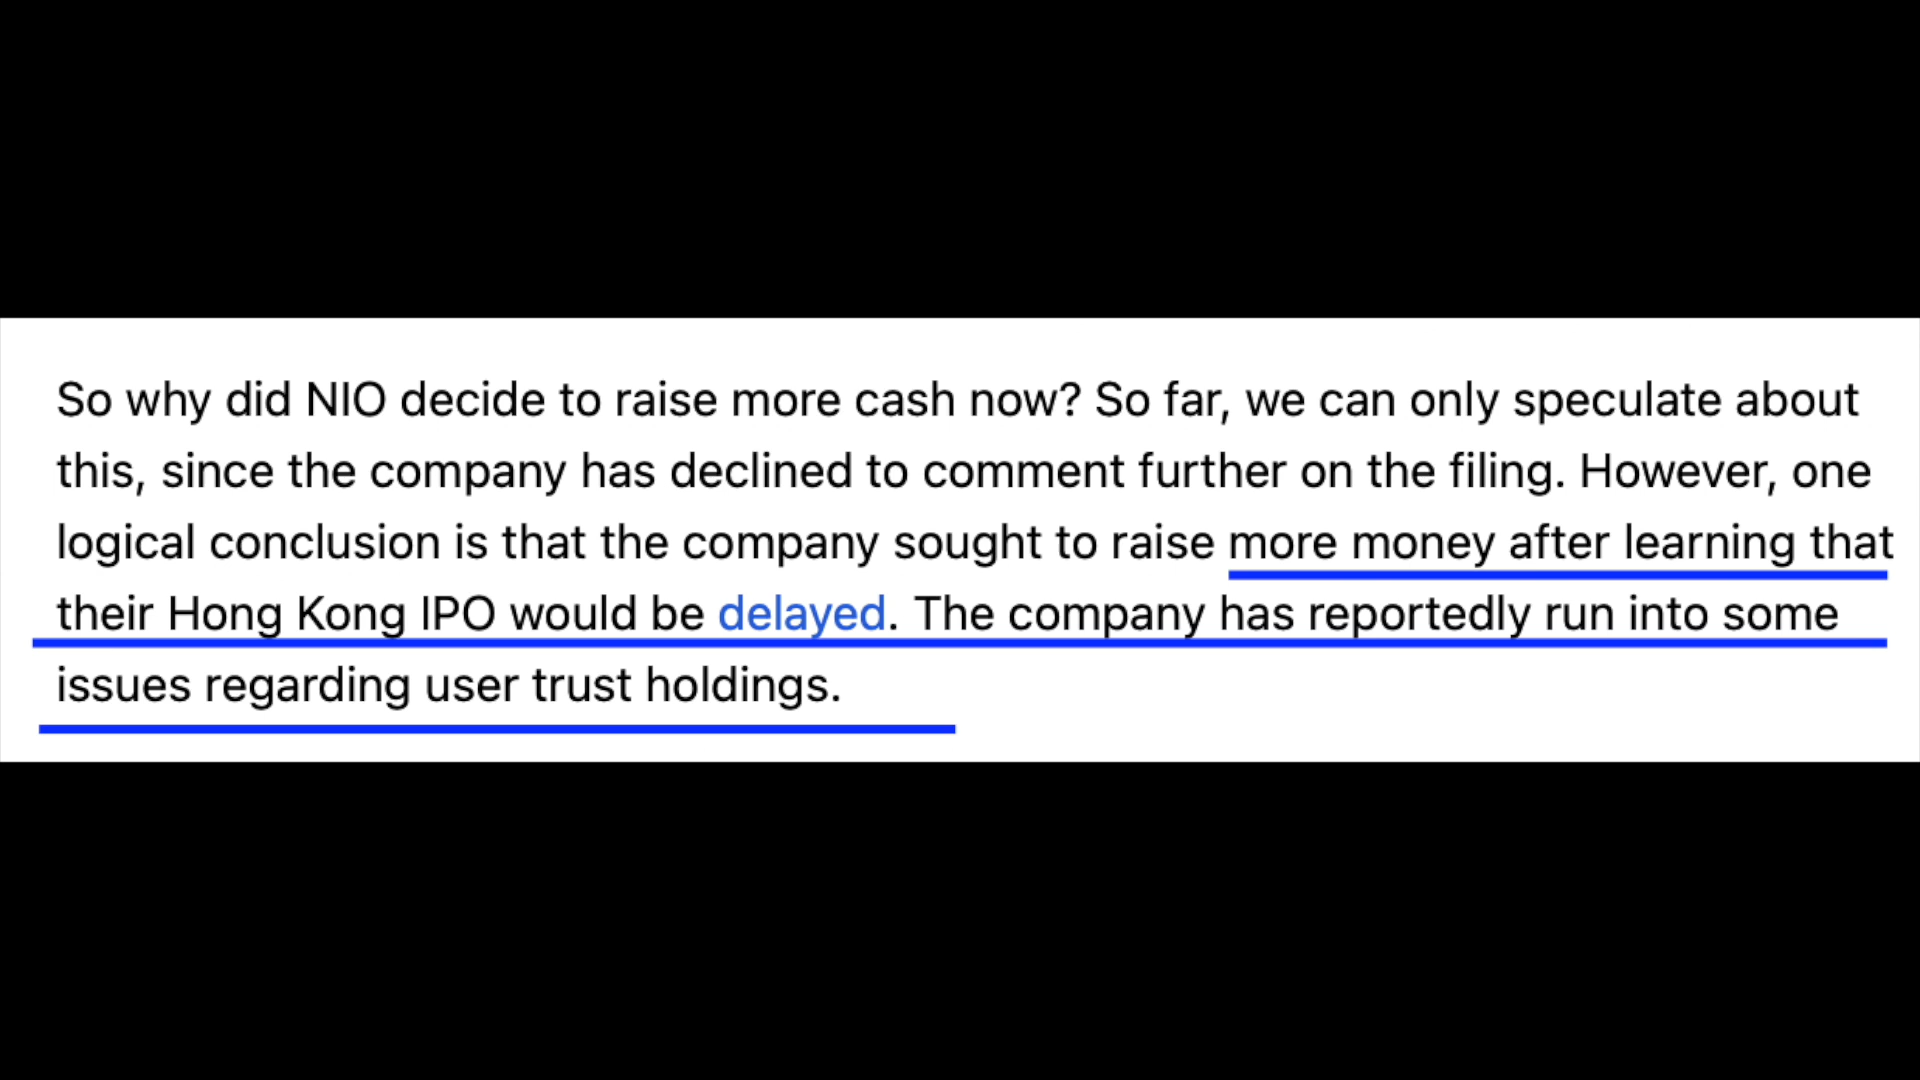 So why did NIO decide to raise more cash now? So far, we can only speculate about
this, since the company has declined to comment further on the filing. However, one
logical conclusion is that the company sought to raise more money after learning that
their Hong Kong IPO would be delayed. The company has reportedly run into some
issues regarding user trust holdings.